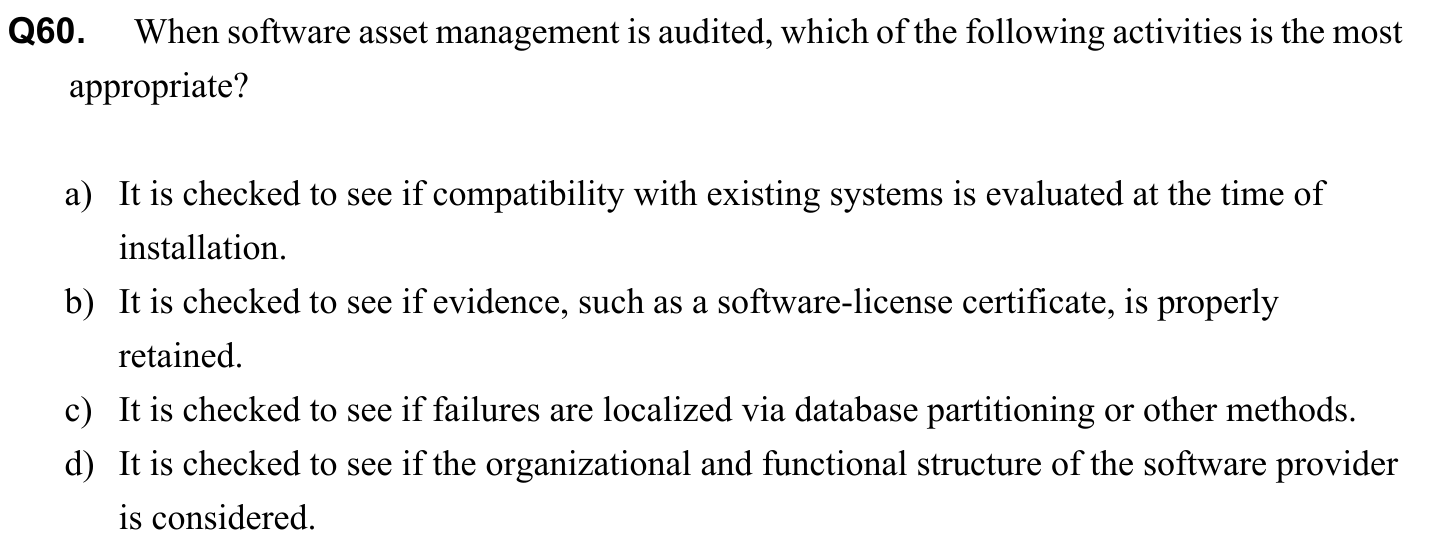 Q60. When software asset management is audited, which of the following activities is the most
appropriate?
a) It is checked to see if compatibility with existing systems is evaluated at the time of
installation.
b) It is checked to see if evidence, such as a software-license certificate, is properly
retained.
c) It is checked to see if failures are localized via database partitioning or other methods.
d) It is checked to see if the organizational and functional structure of the software provider
is considered.